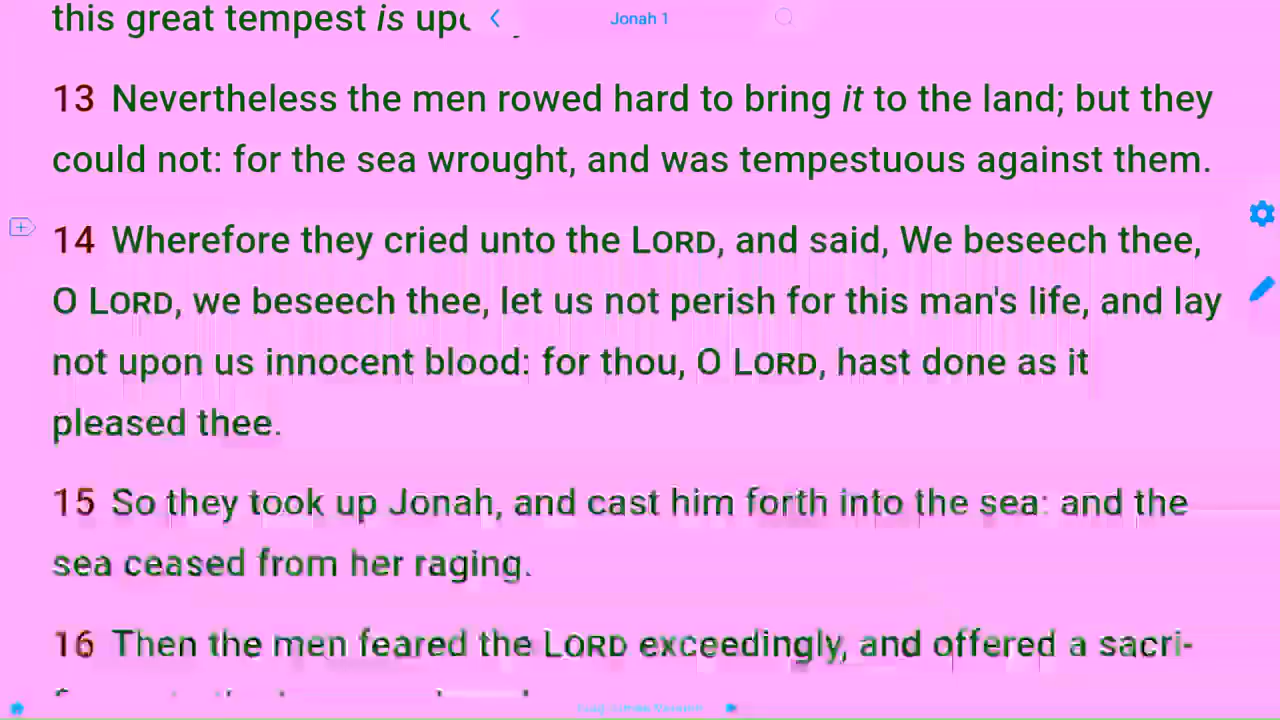 this great tempest is
Jonah 1
13 Nevertheless the men rowed hard to bring it to the land; but they
could not: for the sea wrought, and was tempestuous against them.
14 Wherefore they cried unto the LORD, and said, We beseech thee,
O LORD, we beseech thee, let us not perish for this man's life, and lay
not upon us innocent blood: for thou, O LORD, hast done as it
pleased thee.
15 So they took up Jonah, and cast him forth into the sea: and the
sea ceased from her raging.
16 Then the men feared the LORD exceedingly, and offered a sacri-
King James Version